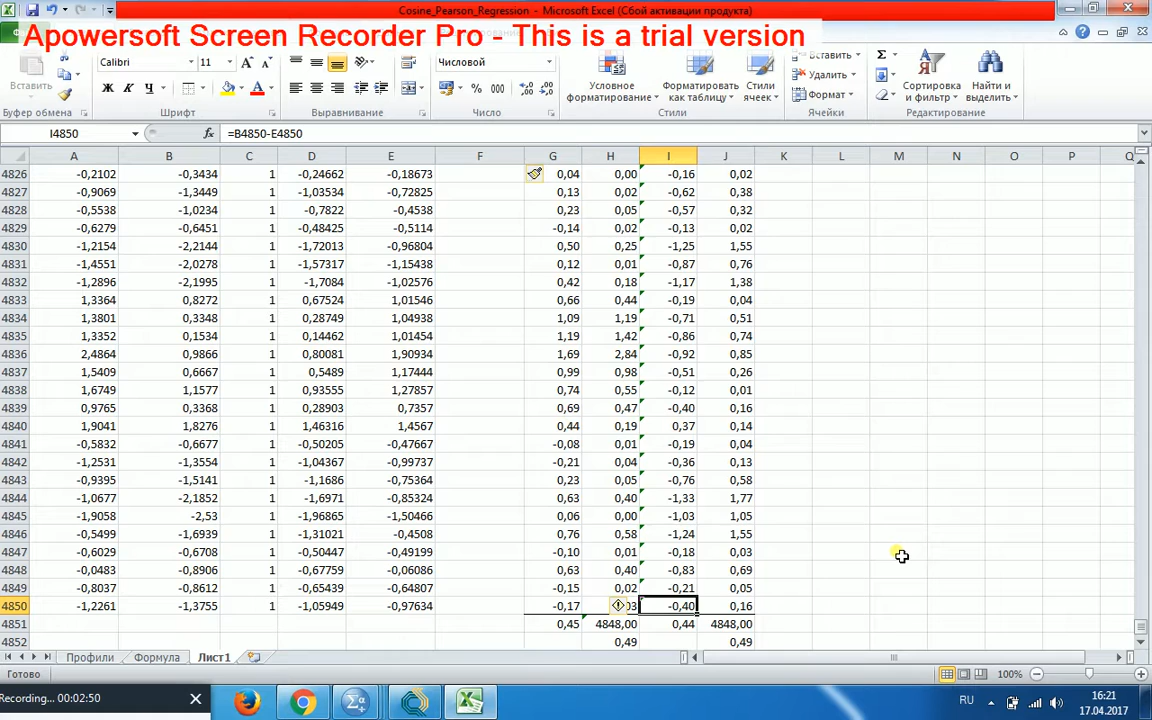 Cosine_Pearson_Regression - Microsoft Excel (Сбой активации продукта)
Apowersoft Screen Recorder Pro - This is a trial version
Calibri 11 Числовой Σ
Вставить Ж К Ч % 000 Условное форматирование Форматировать как таблицу Стили ячеек Вставить Удалить Формат Сортировка и фильтр Найти и выделить
Буфер обмена Шрифт Выравнивание Число Стили Ячейки Редактирование
I4850 fx =B4850-E4850
A B C D E F G H I J K L M N O P Q
4826 -0,2102 -0,3434 1 -0,24662 -0,18673 0,04 0,00 -0,16 0,02
4827 -0,9069 -1,3449 1 -1,03534 -0,72825 0,13 0,02 -0,62 0,38
4828 -0,5538 -1,0234 1 -0,7822 -0,4538 0,23 0,05 -0,57 0,32
4829 -0,6279 -0,6451 1 -0,48425 -0,5114 -0,14 0,02 -0,13 0,02
4830 -1,2154 -2,2144 1 -1,72013 -0,96804 0,50 0,25 -1,25 1,55
4831 -1,4551 -2,0278 1 -1,57317 -1,15438 0,12 0,01 -0,87 0,76
4832 -1,2896 -2,1995 1 -1,7084 -1,02576 0,42 0,18 -1,17 1,38
4833 1,3364 0,8272 1 0,67524 1,01546 0,66 0,44 -0,19 0,04
4834 1,3801 0,3348 1 0,28749 1,04938 1,09 1,19 -0,71 0,51
4835 1,3352 0,1534 1 0,14462 1,01454 1,19 1,42 -0,86 0,74
4836 2,4864 0,9866 1 0,80081 1,90934 1,69 2,84 -0,92 0,85
4837 1,5409 0,6667 1 0,5489 1,17444 0,99 0,98 -0,51 0,26
4838 1,6749 1,1577 1 0,93555 1,27857 0,74 0,55 -0,12 0,01
4839 0,9765 0,3368 1 0,28903 0,7357 0,69 0,47 -0,40 0,16
4840 1,9041 1,8276 1 1,46316 1,4567 0,44 0,19 0,37 0,14
4841 -0,5832 -0,6677 1 -0,50205 -0,47667 -0,08 0,01 -0,19 0,04
4842 -1,2531 -1,3554 1 -1,04367 -0,99737 -0,21 0,04 -0,36 0,13
4843 -0,9395 -1,5141 1 -1,1686 -0,75364 0,23 0,05 -0,76 0,58
4844 -1,0677 -2,1852 1 -1,6971 -0,85324 0,63 0,40 -1,33 1,77
4845 -1,9058 -2,53 1 -1,96865 -1,50466 0,06 0,00 -1,03 1,05
4846 -0,5499 -1,6939 1 -1,31021 -0,4508 0,76 0,58 -1,24 1,55
4847 -0,6029 -0,6708 1 -0,50447 -0,49199 -0,10 0,01 -0,18 0,03
4848 -0,0483 -0,8906 1 -0,67759 -0,06086 0,63 0,40 -0,83 0,69
4849 -0,8037 -0,8612 1 -0,65439 -0,64807 -0,15 0,02 -0,21 0,05
4850 -1,2261 -1,3755 1 -1,05949 -0,97634 -0,17 03 -0,40 0,16
4851 0,45 4848,00 0,44 4848,00
4852 0,49 0,49
Профили Формула Лист1
Готово 100%
Recording... 00:02:50
Σα
RU 16:21
17.04.2017